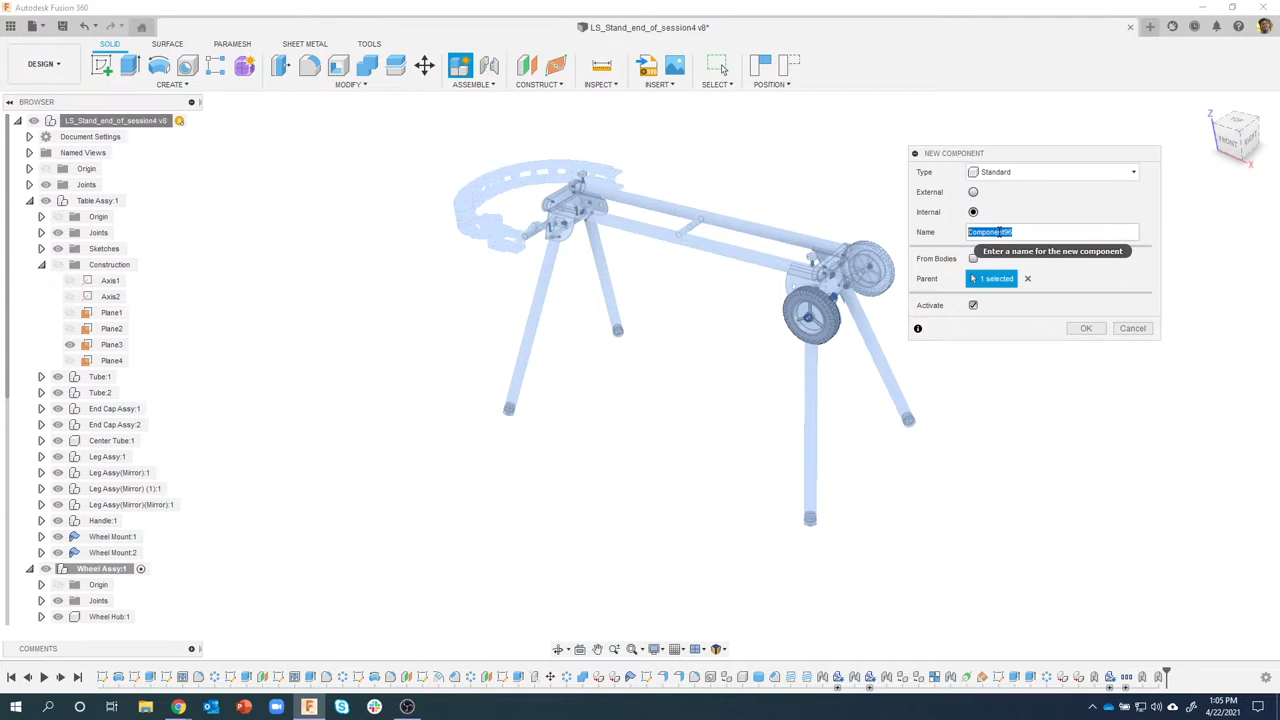 Autodesk Fusion 360
LS_Stand_end_of_session4 v8*
SOLID
SURFACE
PARAMESH
SHEET METAL
TOOLS
DESIGN
CREATE
MODIFY
ASSEMBLE
CONSTRUCT
INSPECT
INSERT
SELECT
POSITION
BROWSER
LS_Stand_end_of_session4 v8
Document Settings
Named Views
Origin
Joints
Table Assy:1
Origin
Joints
Sketches
Construction
Axis1
Axis2
Plane1
Plane2
Plane3
Plane4
Tube:1
Tube:2
End Cap Assy:1
End Cap Assy:2
Center Tube:1
Leg Assy:1
Leg Assy(Mirror):1
Leg Assy(Mirror) (1):1
Leg Assy(Mirror)(Mirror):1
Handle:1
Wheel Mount:1
Wheel Mount:2
Wheel Assy:1
Origin
Joints
Wheel Hub:1
Z
TOP
FRONT
RIGHT
X
NEW COMPONENT
Type
Standard
External
Internal
Name
Component96
Enter a name for the new component
From Bodies
Parent
1 selected
Activate
OK
Cancel
COMMENTS
1:05 PM
4/22/2021